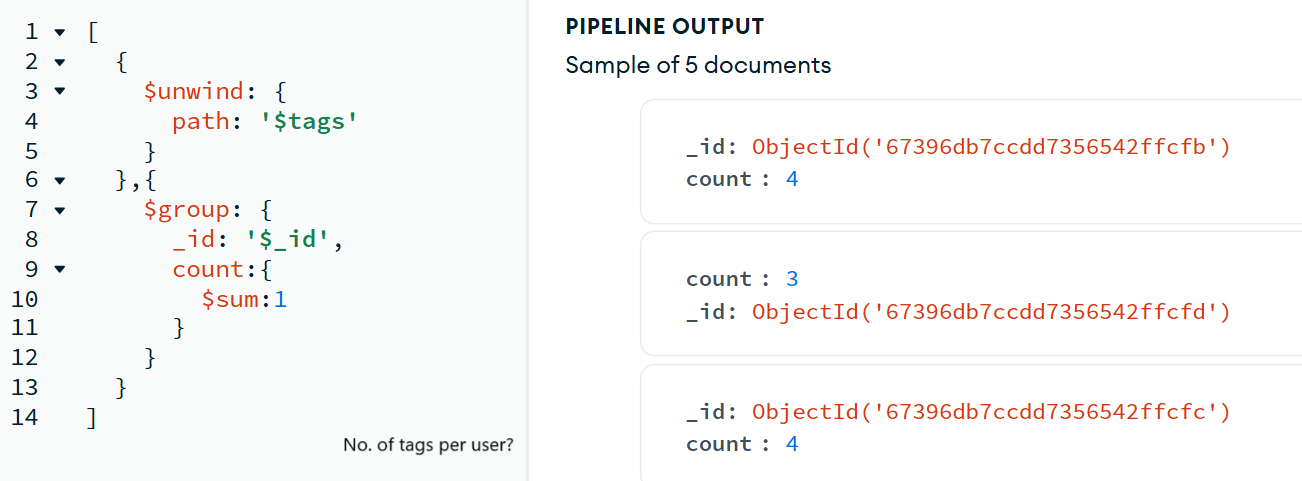 1 [
2 {
3 $unwind: {
4 path: '$tags'
5 }
6 },{
7 $group: {
8 _id: '$_id',
9 count:{
10 $sum:1
11 }
12 }
13 }
14 ]
No. of tags per user?
PIPELINE OUTPUT
Sample of 5 documents
_id: ObjectId('67396db7ccdd7356542ffcfb')
count : 4
count : 3
_id: ObjectId('67396db7ccdd7356542ffcfd')
_id: ObjectId('67396db7ccdd7356542ffcfc')
count : 4